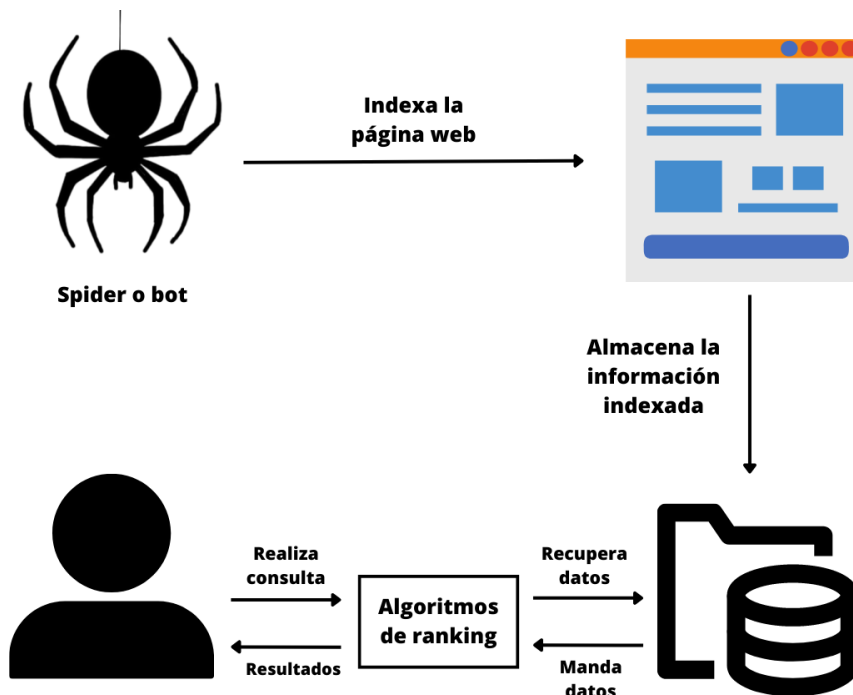 Indexa la
página web
Spider o bot
Almacena la
información
indexada
Realiza
consulta
Algoritmos
de ranking
Recupera
datos
Resultados
Manda
datos